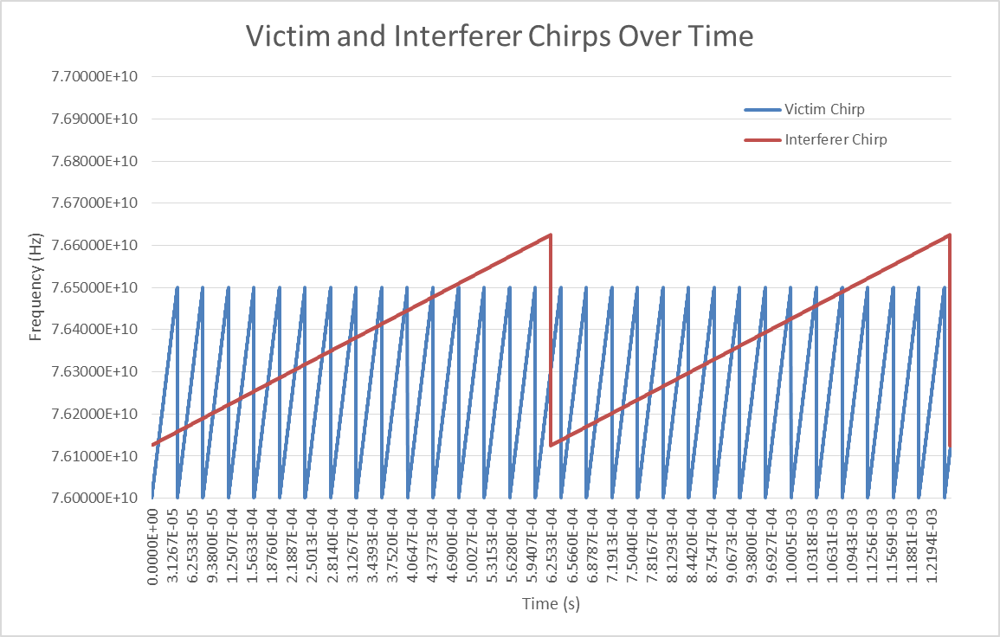 Victim and Interferer Chirps Over Time
7.70000E+10
7.69000E+10
7.68000E+10
7.67000E+10
7.66000E+10
7.65000E+10
7.64000E+10
7.63000E+10
7.62000E+10
7.61000E+10
7.60000E+10
Frequency (Hz)
Victim Chirp
Interferer Chirp
0.0000E+00
3.1267E-05
6.2533E-05
9.3800E-05
1.2507E-04
1.5633E-04
1.8760E-04
2.1887E-04
2.5013E-04
2.8140E-04
3.1267E-04
3.4393E-04
3.7520E-04
4.0647E-04
4.3773E-04
4.6900E-04
5.0027E-04
5.3153E-04
5.6280E-04
5.9407E-04
6.2533E-04
6.5660E-04
6.8787E-04
7.1913E-04
7.5040E-04
7.8167E-04
8.1293E-04
8.4420E-04
8.7547E-04
9.0673E-04
9.3800E-04
9.6927E-04
1.0005E-03
1.0318E-03
1.0631E-03
1.0943E-03
1.1256E-03
1.1569E-03
1.1881E-03
1.2194E-03
Time (s)